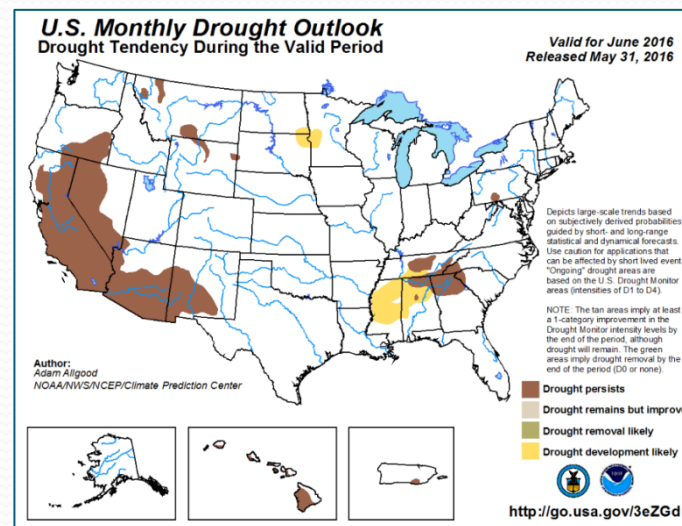 U.S. Monthly Drought Outlook
Drought Tendency During the Valid Period
Valid for June 2016
Released May 31, 2016
Depicts large-scale trends based
on subjectively derived probabilities
guided by short- and long-range
statistical and dynamical forecasts.
Use caution for applications that
can be affected by short lived event
"Ongoing" drought areas are
based on the U.S. Drought Monitor
areas (intensities of D1 to D4).
NOTE: The tan areas imply at least
a 1-category improvement in the
Drought Monitor intensity levels by
the end of the period, although
drought will remain. The green
areas imply drought removal by the
end of the period (D0 or none).
Author:
Adam Allgood
NOAA/NWS/NCEP/Climate Prediction Center
Drought persists
Drought remains but improv
Drought removal likely
Drought development likely
http://go.usa.gov/3eZGd